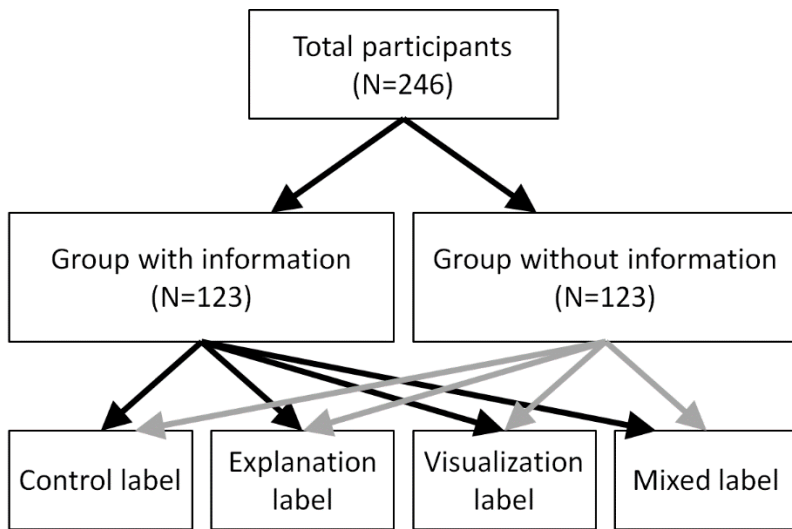 Total participants
(N=246)
Group with information
(N=123)
Group without information
(N=123)
Control label
Explanation
label
Visualization
label
Mixed label